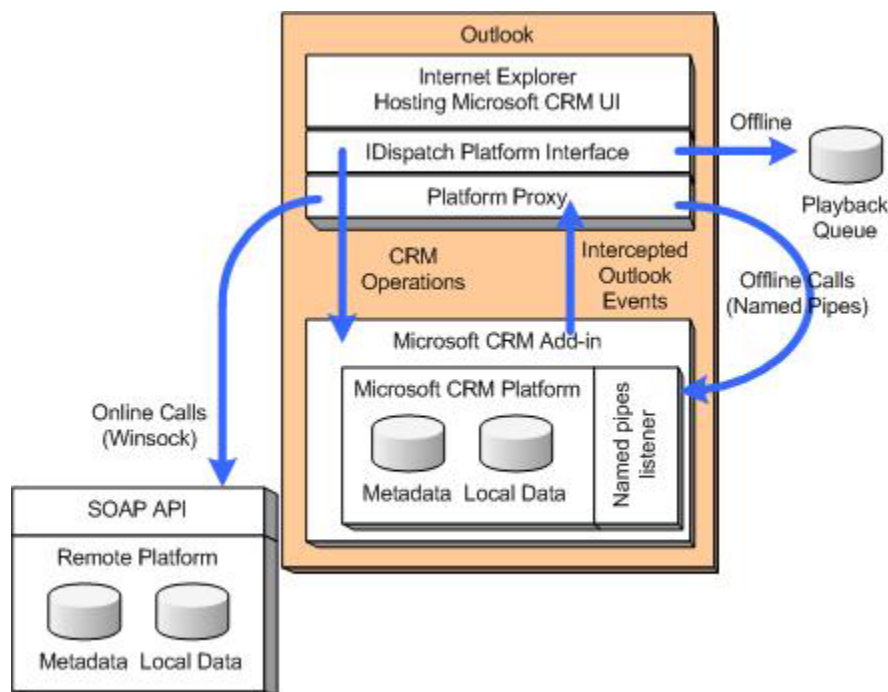 Outlook
Internet Explorer
Hosting Microsoft CRM UI
IDispatch Platform Interface
Platform Proxy
Offline
Playback
Queue
CRM
Operations
Intercepted
Outlook
Events
Offline Calls
(Named Pipes)
Microsoft CRM Add-in
Microsoft CRM Platform
Metadata
Local Data
Named pipes
listener
Online Calls
(Winsock)
SOAP API
Remote Platform
Metadata
Local Data